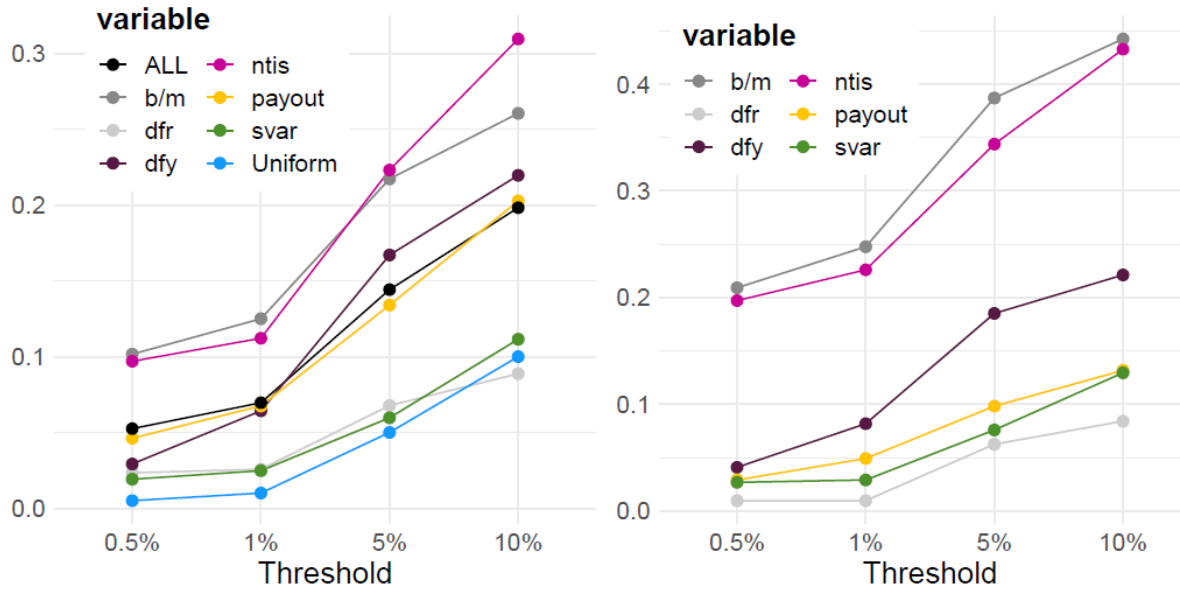 variable
ALL ntis
b/m payout
dfr svar
dfy Uniform
0.3
0.2
0.1
0.0
0.5% 1% 5% 10%
Threshold
variable
b/m ntis
dfr payout
dfy svar
0.4
0.3
0.2
0.1
0.0
0.5% 1% 5% 10%
Threshold